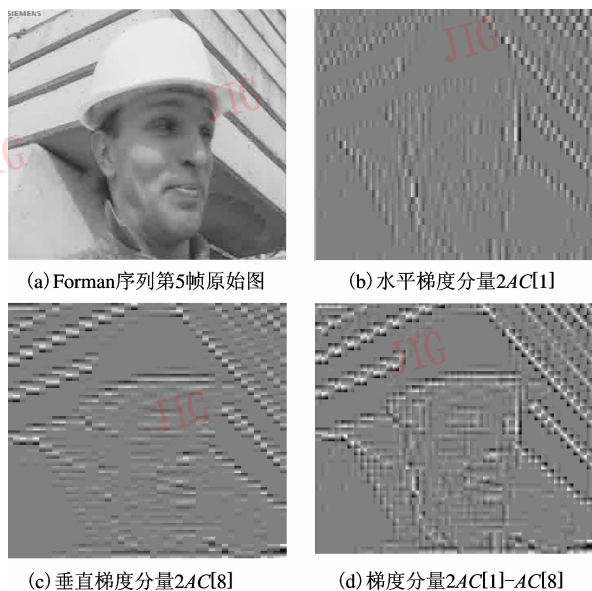 SIEMENS
JIG
JIG
JIG
(a)Forman序列第5帧原始图
(b)水平梯度分量2AC[1]
JIG
JIG
(c)垂直梯度分量2AC[8]
(d)梯度分量2AC[1]-AC[8]